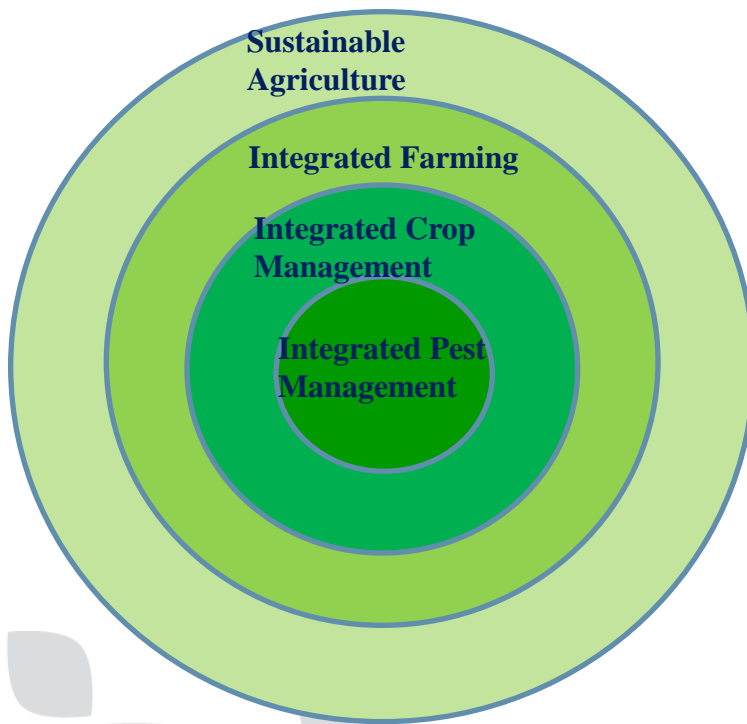 Sustainable
Agriculture
Integrated Farming
Integrated Crop
Management
Integrated Pest
Management